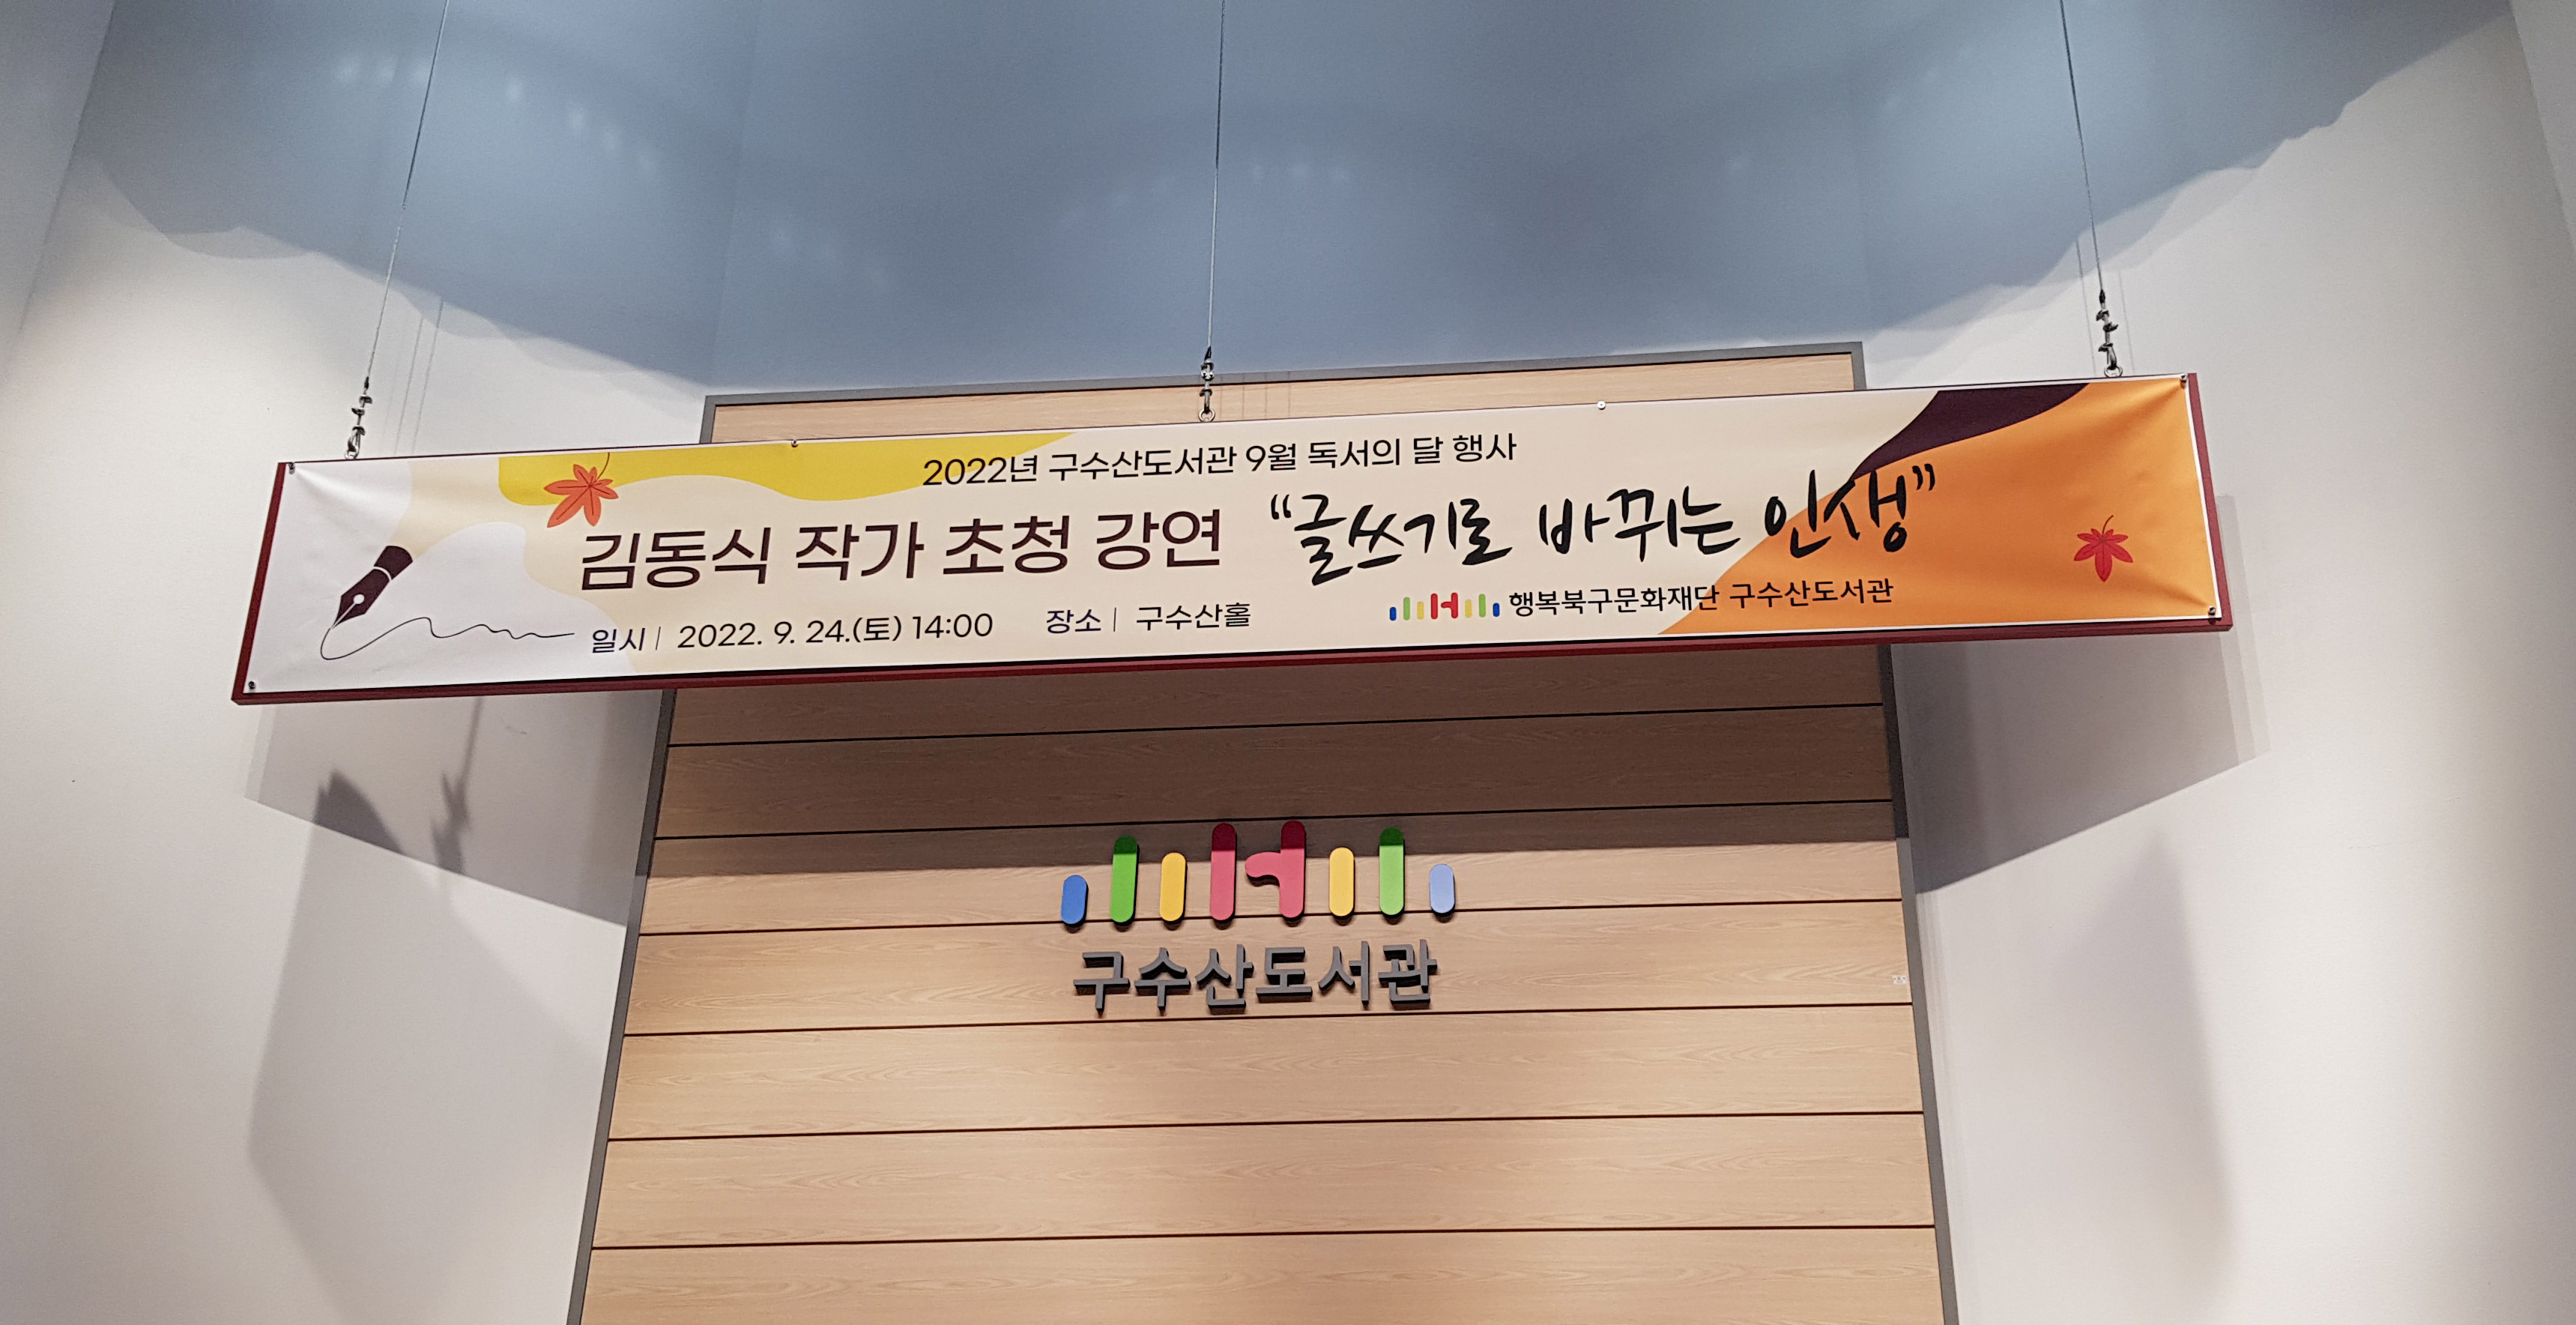 2022년 구수산도서관 9월 독서의 달 행사
김동식 작가 초청 강연 “글쓰기로 바뀌는 인생”
일시 | 2022. 9. 24.(토) 14:00 장소 | 구수산홀 행복북구문화재단 구수산도서관
구수산도서관